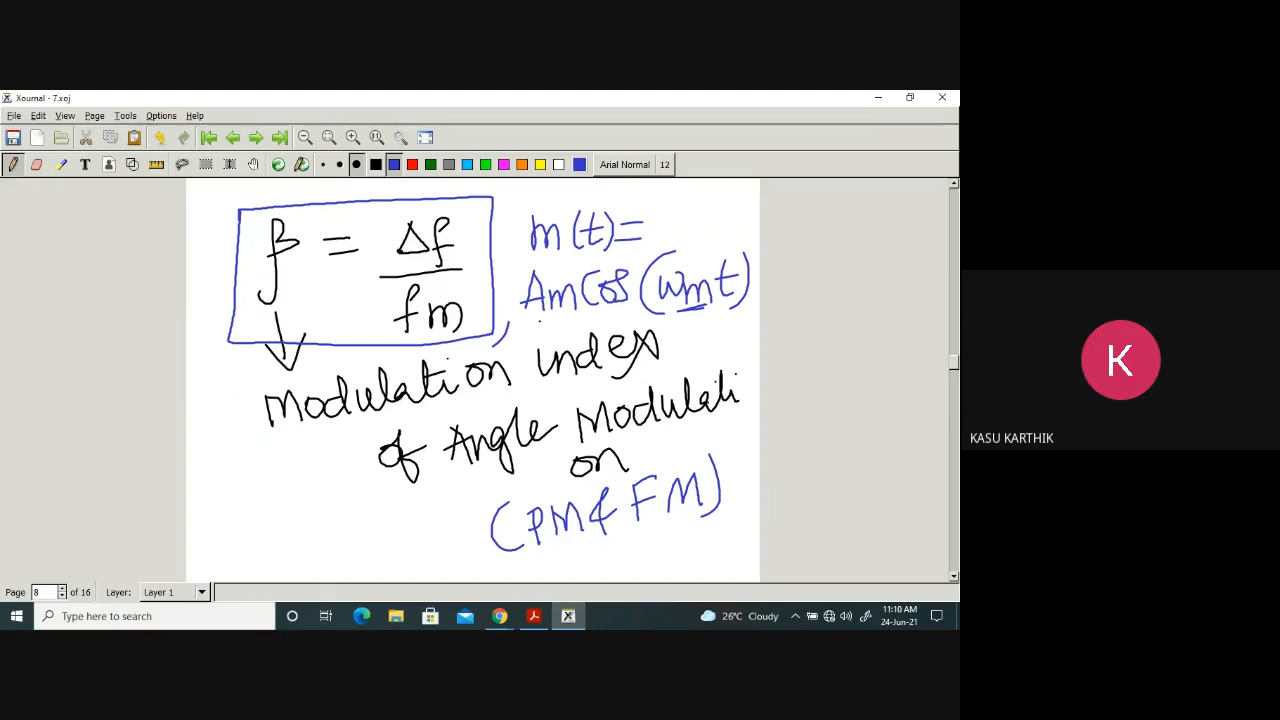 Xournal - 7.xoj
File Edit View Page Tools Options Help
Arial Normal 12
β = Δf / fm
m(t)=
Am Cos (ωmt)
,
Modulation index
of Angle Modulati
on
(PM & FM)
Page 8 of 16 Layer: Layer 1
Type here to search
26°C Cloudy
11:10 AM
24-Jun-21
K
KASU KARTHIK